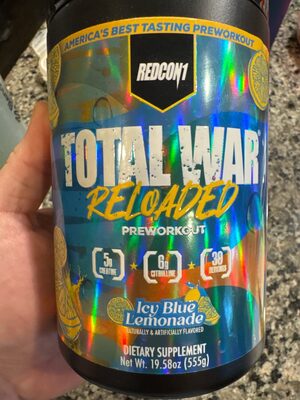 AMERICA'S BEST TASTING PREWORKOUT
REDCON1
TOTAL WAR
RELOADED
PREWORKOUT
5g 6g 30
CREATINE CITRULLINE SERVINGS
Icy Blue
Lemonade
NATURALLY & ARTIFICIALLY FLAVORED
DIETARY SUPPLEMENT
Net Wt. 19.58oz (555g)